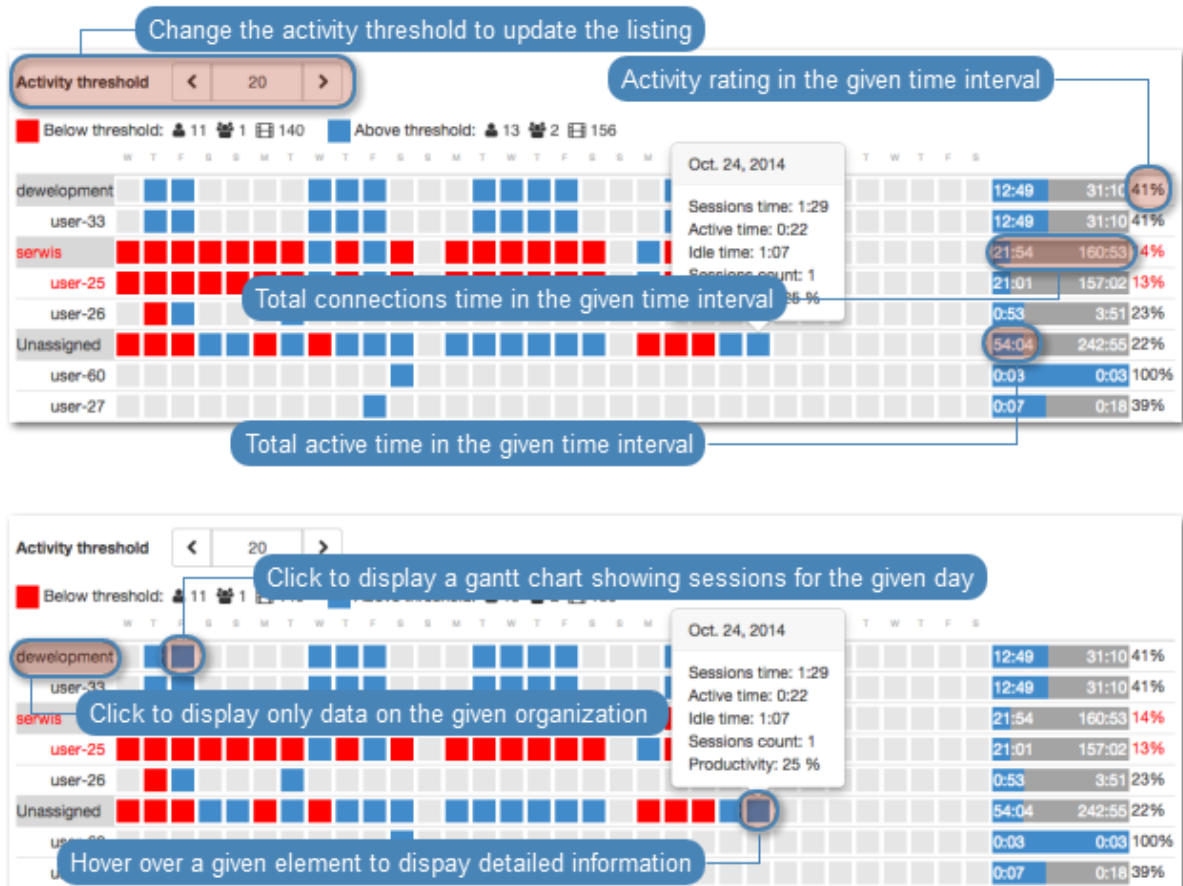 Change the activity threshold to update the listing
Activity threshold 20
Activity rating in the given time interval
Below threshold: 11 1 140 Above threshold: 13 2 156
W T F S S M T W T F S S M T W T F S S M T W T F S
Oct. 24, 2014
Sessions time: 1:29
Active time: 0:22
Idle time: 1:07
Sessions count: 1
25 %
dewelopment 12:49 31:10 41%
user-33 12:49 31:10 41%
serwis 21:54 160:53 14%
user-25 21:01 157:02 13%
Total connections time in the given time interval
user-26 0:53 3:51 23%
Unassigned 54:04 242:55 22%
user-60 0:03 0:03 100%
user-27 0:07 0:18 39%
Total active time in the given time interval
Activity threshold 20
Click to display a gantt chart showing sessions for the given day
Below threshold: 11 1
W T F S S M T W T F S S M T W T F S S M T W T F S
Oct. 24, 2014
Sessions time: 1:29
Active time: 0:22
Idle time: 1:07
Sessions count: 1
Productivity: 25 %
dewelopment 12:49 31:10 41%
user-33 12:49 31:10 41%
Click to display only data on the given organization
serwis 21:54 160:53 14%
user-25 21:01 157:02 13%
user-26 0:53 3:51 23%
Unassigned 54:04 242:55 22%
0:03 0:03 100%
Hover over a given element to dispay detailed information
0:07 0:18 39%